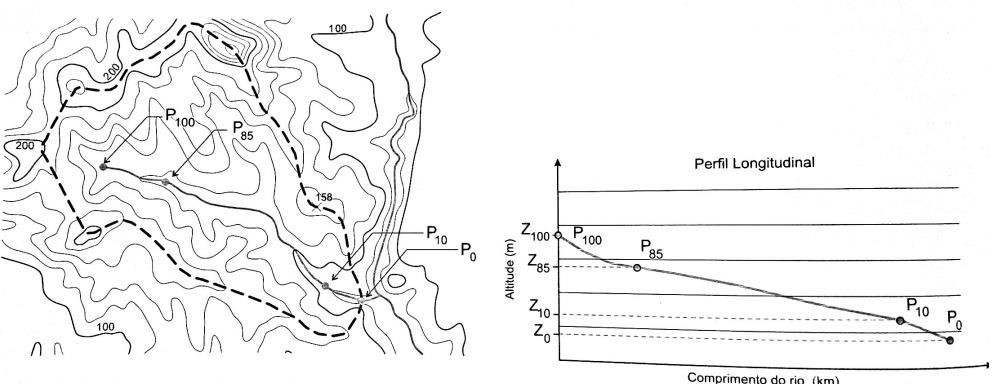 100
200
P100
P85
200
158
P10
P0
100
Perfil Longitudinal
Altitude (m)
Z100
P100
Z85
P85
Z10
P10
Z0
P0
Comprimento do rio (km)